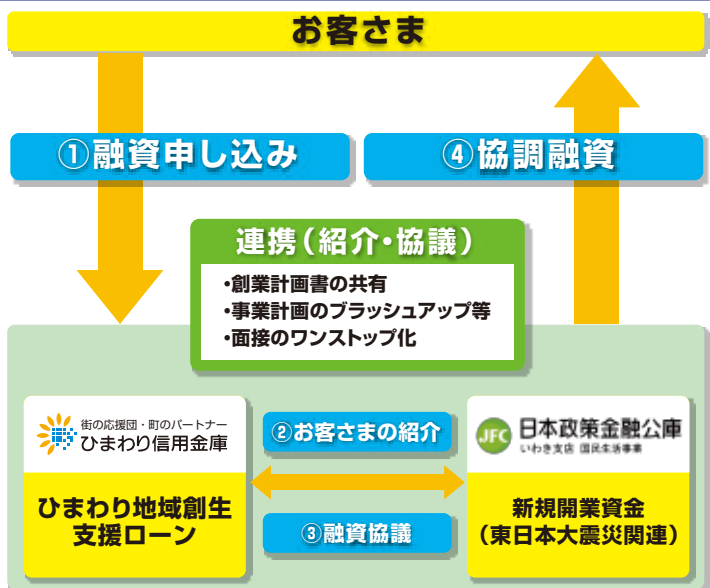 お客さま
①融資申し込み
④協調融資
連携（紹介・協議）
・創業計画書の共有
・事業計画のブラッシュアップ等
・面接のワンストップ化
街の応援団・町のパートナー
ひまわり信用金庫
ひまわり地域創生
支援ローン
②お客さまの紹介
③融資協議
JFC 日本政策金融公庫
いわき支店 国民生活事業
新規開業資金
（東日本大震災関連）